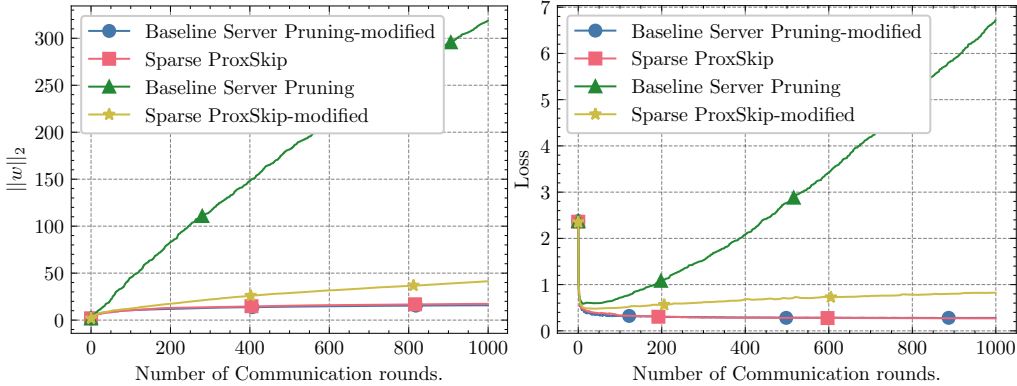 300
250
200
150
100
50
0
||w||₂
Baseline Server Pruning-modified
Sparse ProxSkip
Baseline Server Pruning
Sparse ProxSkip-modified
0 200 400 600 800 1000
Number of Communication rounds.
7
6
5
4
3
2
1
0
Loss
Baseline Server Pruning-modified
Sparse ProxSkip
Baseline Server Pruning
Sparse ProxSkip-modified
0 200 400 600 800 1000
Number of Communication rounds.